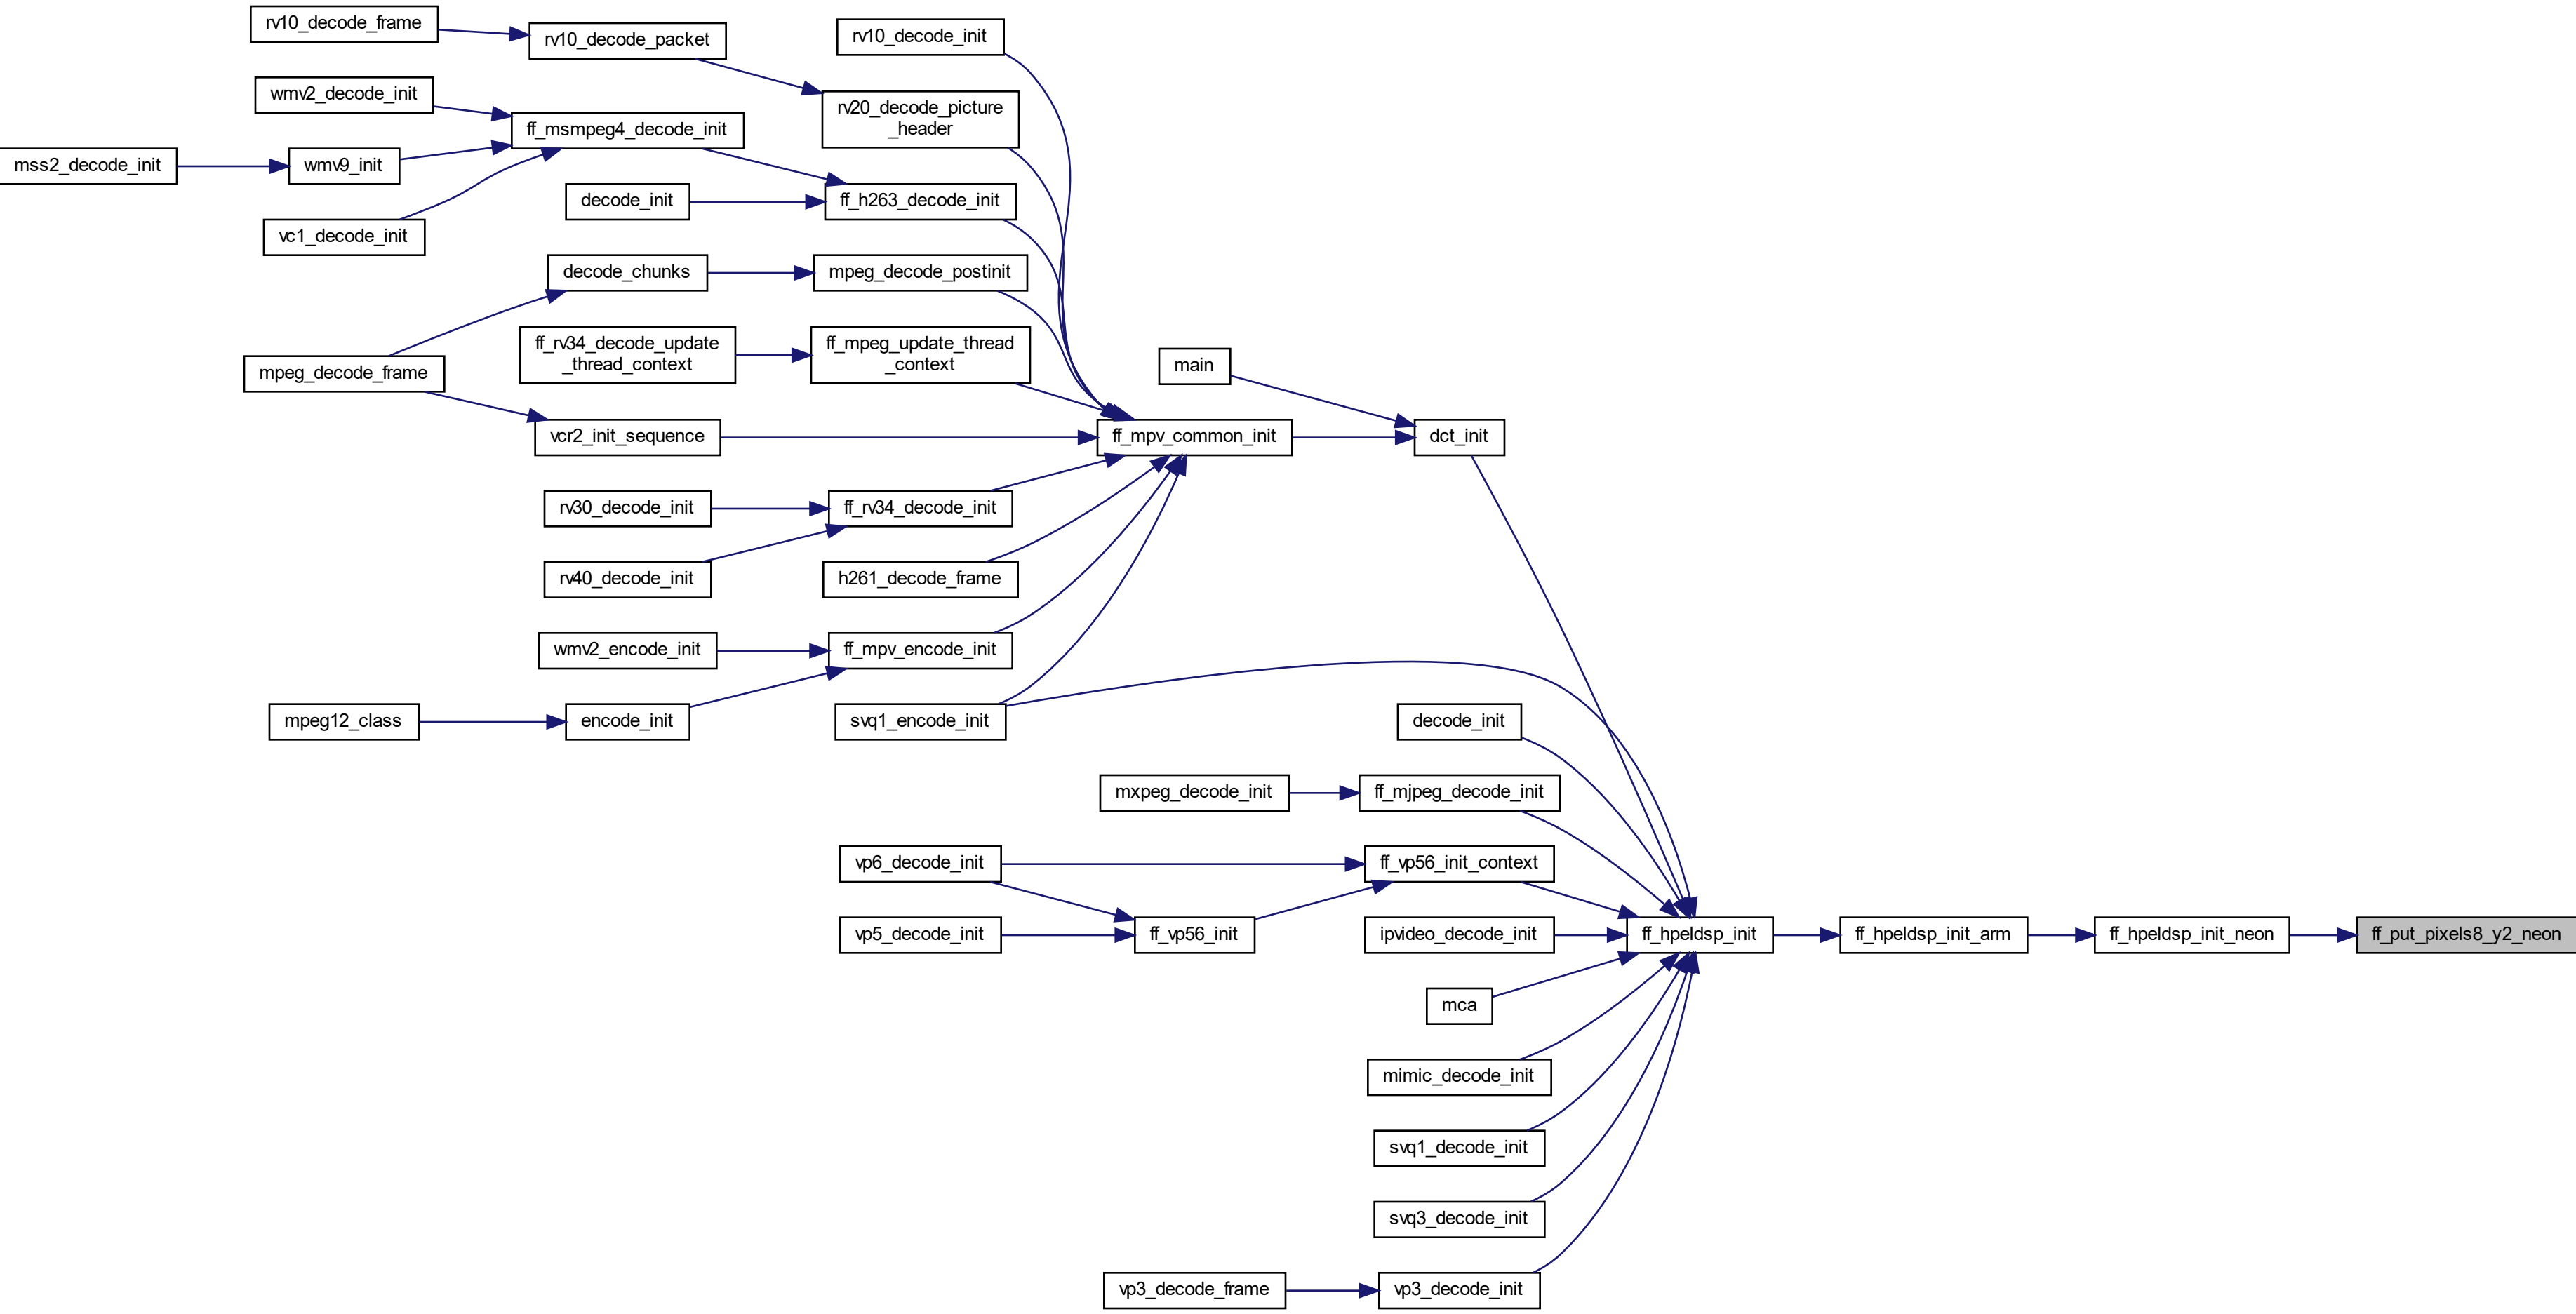 rv10_decode_frame
rv10_decode_packet
rv10_decode_init
wmv2_decode_init
rv20_decode_picture
_header
ff_msmpeg4_decode_init
mss2_decode_init
wmv9_init
decode_init
ff_h263_decode_init
vc1_decode_init
decode_chunks
mpeg_decode_postinit
ff_rv34_decode_update
_thread_context
ff_mpeg_update_thread
_context
main
mpeg_decode_frame
vcr2_init_sequence
ff_mpv_common_init
dct_init
rv30_decode_init
ff_rv34_decode_init
rv40_decode_init
h261_decode_frame
wmv2_encode_init
ff_mpv_encode_init
mpeg12_class
encode_init
svq1_encode_init
decode_init
mxpeg_decode_init
ff_mjpeg_decode_init
vp6_decode_init
ff_vp56_init_context
vp5_decode_init
ff_vp56_init
ipvideo_decode_init
ff_hpeldsp_init
ff_hpeldsp_init_arm
ff_hpeldsp_init_neon
ff_put_pixels8_y2_neon
mca
mimic_decode_init
svq1_decode_init
svq3_decode_init
vp3_decode_frame
vp3_decode_init